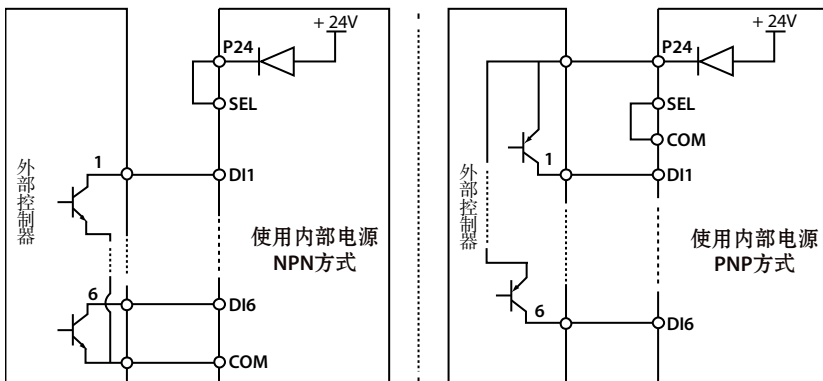 + 24V
P24
SEL
外部控制器
1
DI1
使用内部电源
NPN方式
6
DI6
COM
+ 24V
P24
SEL
COM
外部控制器
1
DI1
使用内部电源
PNP方式
6
DI6